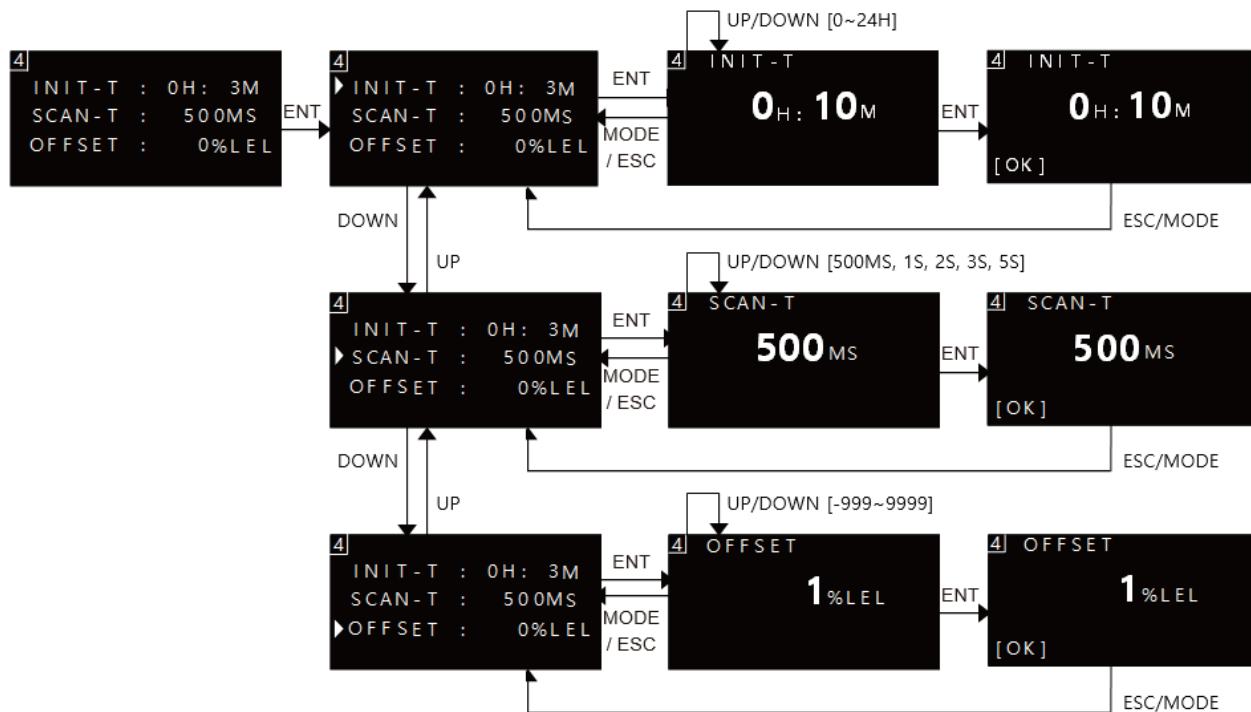 UP/DOWN [0~24H]
4
INIT-T : 0H: 3M
SCAN-T : 500MS
OFFSET : 0%LEL
ENT
4
INIT-T : 0H: 3M
SCAN-T : 500MS
OFFSET : 0%LEL
ENT
MODE
/ ESC
4 INIT-T
0H: 10M
ENT
4 INIT-T
0H: 10M
[OK]
DOWN
UP
ESC/MODE
UP/DOWN [500MS, 1S, 2S, 3S, 5S]
4
INIT-T : 0H: 3M
SCAN-T : 500MS
OFFSET : 0%LEL
ENT
MODE
/ ESC
4 SCAN-T
500MS
ENT
4 SCAN-T
500MS
[OK]
DOWN
UP
ESC/MODE
UP/DOWN [-999~9999]
4
INIT-T : 0H: 3M
SCAN-T : 500MS
OFFSET : 0%LEL
ENT
MODE
/ ESC
4 OFFSET
1%LEL
ENT
4 OFFSET
1%LEL
[OK]
ESC/MODE